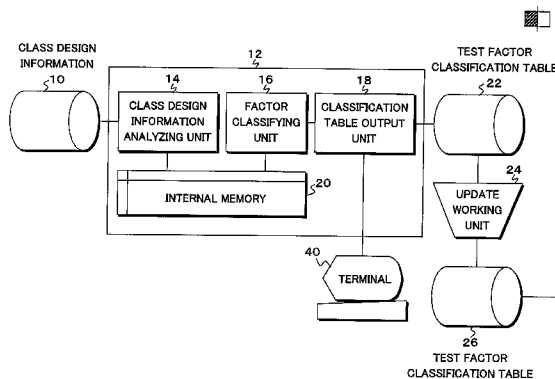 CLASS DESIGN
INFORMATION
10
12
TEST FACTOR
CLASSIFICATION TABLE
14
16
18
22
CLASS DESIGN
INFORMATION
ANALYZING UNIT
FACTOR
CLASSIFYING
UNIT
CLASSIFICATION
TABLE OUTPUT
UNIT
20
INTERNAL MEMORY
24
UPDATE
WORKING
UNIT
40
TERMINAL
26
TEST FACTOR
CLASSIFICATION TABLE